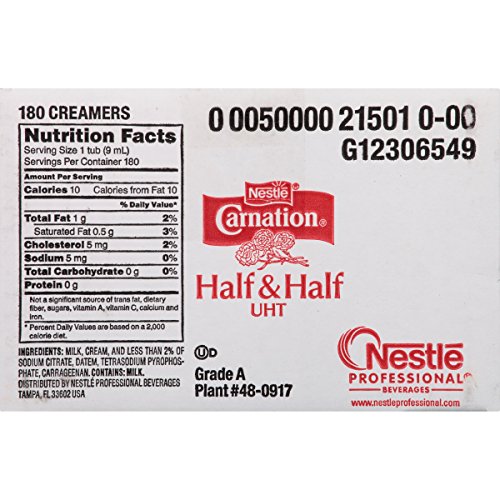 180 CREAMERS
Nutrition Facts
Serving Size 1 tub (9 mL)
Servings Per Container 180
Amount Per Serving
Calories 10 Calories from Fat 10
% Daily Value*
Total Fat 1 g 2%
Saturated Fat 0.5 g 3%
Cholesterol 5 mg 2%
Sodium 5 mg 0%
Total Carbohydrate 0 g 0%
Protein 0 g
Not a significant source of trans fat, dietary
fiber, sugars, vitamin A, vitamin C, calcium and
iron.
* Percent Daily Values are based on a 2,000
calorie diet.
INGREDIENTS: MILK, CREAM, AND LESS THAN 2% OF
SODIUM CITRATE, DATEM, TETRASODIUM PYROPHOS-
PHATE, CARRAGEENAN. CONTAINS: MILK.
DISTRIBUTED BY NESTLÉ PROFESSIONAL BEVERAGES
TAMPA, FL 33602 USA
0 0050000 21501 0-00
G12306549
Nestlé
Carnation®
Half & Half
UHT
UD
Grade A
Plant #48-0917
Nestlé
PROFESSIONAL®
BEVERAGES
www.nestleprofessional.com